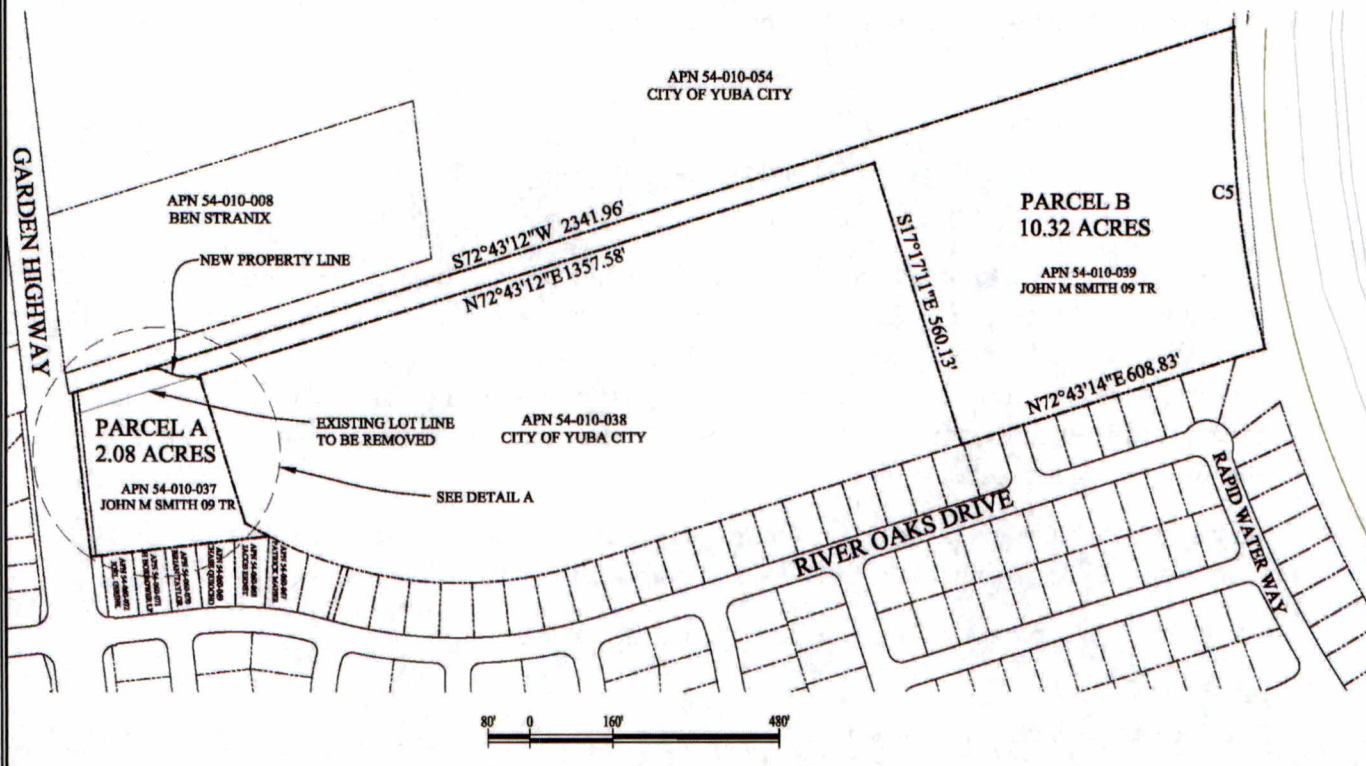 APN 54-010-054
CITY OF YUBA CITY
GARDEN HIGHWAY
APN 54-010-008
BEN STRANIX
NEW PROPERTY LINE
S72°43'12"W 2341.96'
N72°43'12"E1357.58'
S17°17'11"E 560.13'
PARCEL B
10.32 ACRES
C5
APN 54-010-039
JOHN M SMITH 09 TR
N72°43'14"E 608.83'
EXISTING LOT LINE
TO BE REMOVED
APN 54-010-038
CITY OF YUBA CITY
PARCEL A
2.08 ACRES
APN 54-010-037
JOHN M SMITH 09 TR
SEE DETAIL A
RIVER OAKS DRIVE
RAPID WATER WAY
80' 0 160' 480'